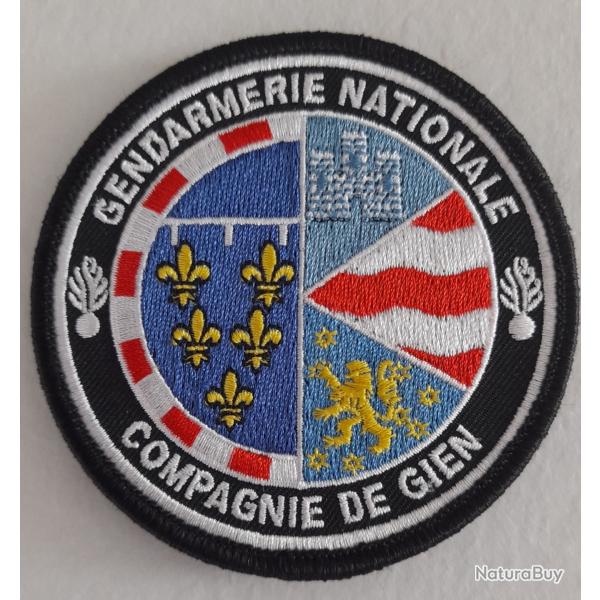 GENDARMERIE NATIONALE
COMPAGNIE DE GIEN
NaturaBuy